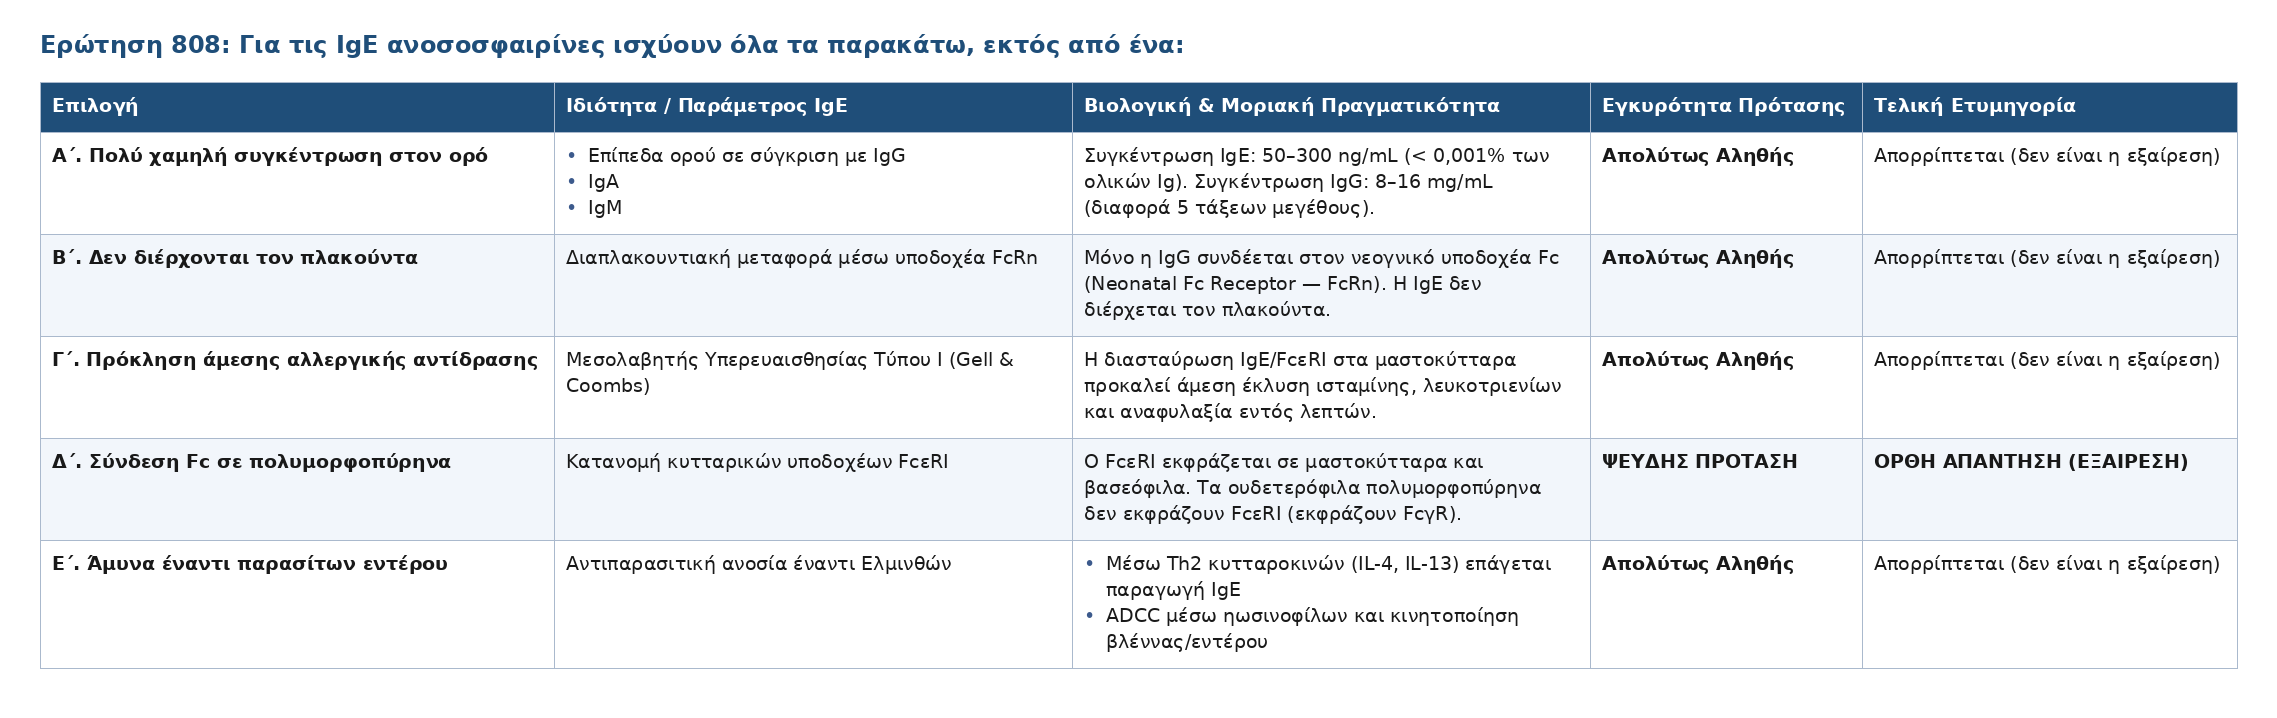 Ερώτηση 808: Για τις IgE ανοσοσφαιρίνες ισχύουν όλα τα παρακάτω, εκτός από ένα:
Επιλογή
Ιδιότητα / Παράμετρος IgE
Βιολογική & Μοριακή Πραγματικότητα
Εγκυρότητα Πρότασης
Τελική Ετυμηγορία
Α΄. Πολύ χαμηλή συγκέντρωση στον ορό
• Επίπεδα ορού σε σύγκριση με IgG
• IgA
• IgM
Συγκέντρωση IgE: 50–300 ng/mL (< 0,001% των
ολικών Ig). Συγκέντρωση IgG: 8–16 mg/mL
(διαφορά 5 τάξεων μεγέθους).
Απολύτως Αληθής
Απορρίπτεται (δεν είναι η εξαίρεση)
Β΄. Δεν διέρχονται τον πλακούντα
Διαπλακουντιακή μεταφορά μέσω υποδοχέα FcRn
Μόνο η IgG συνδέεται στον νεογνικό υποδοχέα Fc
(Neonatal Fc Receptor — FcRn). Η IgE δεν
διέρχεται τον πλακούντα.
Απολύτως Αληθής
Απορρίπτεται (δεν είναι η εξαίρεση)
Γ΄. Πρόκληση άμεσης αλλεργικής αντίδρασης
Μεσολαβητής Υπερευαισθησίας Τύπου I (Gell &
Coombs)
Η διασταύρωση IgE/FcεRI στα μαστοκύτταρα
προκαλεί άμεση έκλυση ισταμίνης, λευκοτριενίων
και αναφυλαξία εντός λεπτών.
Απολύτως Αληθής
Απορρίπτεται (δεν είναι η εξαίρεση)
Δ΄. Σύνδεση Fc σε πολυμορφοπύρηνα
Κατανομή κυτταρικών υποδοχέων FcεRI
Ο FcεRI εκφράζεται σε μαστοκύτταρα και
βασεόφιλα. Τα ουδετερόφιλα πολυμορφοπύρηνα
δεν εκφράζουν FcεRI (εκφράζουν FcγR).
ΨΕΥΔΗΣ ΠΡΟΤΑΣΗ
ΟΡΘΗ ΑΠΑΝΤΗΣΗ (ΕΞΑΙΡΕΣΗ)
Ε΄. Άμυνα έναντι παρασίτων εντέρου
Αντιπαρασιτική ανοσία έναντι Ελμινθών
• Μέσω Th2 κυτταροκινών (IL-4, IL-13) επάγεται
παραγωγή IgE
• ADCC μέσω ηωσινοφίλων και κινητοποίηση
βλέννας/εντέρου
Απολύτως Αληθής
Απορρίπτεται (δεν είναι η εξαίρεση)